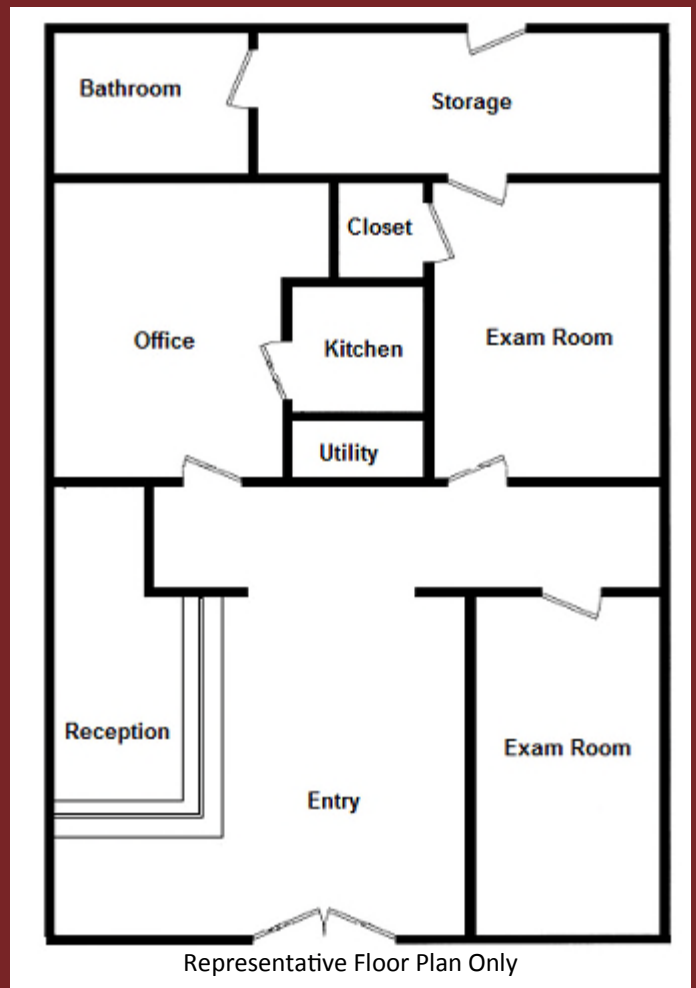 Bathroom
Storage
Closet
Office
Kitchen
Exam Room
Utility
Reception
Exam Room
Entry
Representative Floor Plan Only